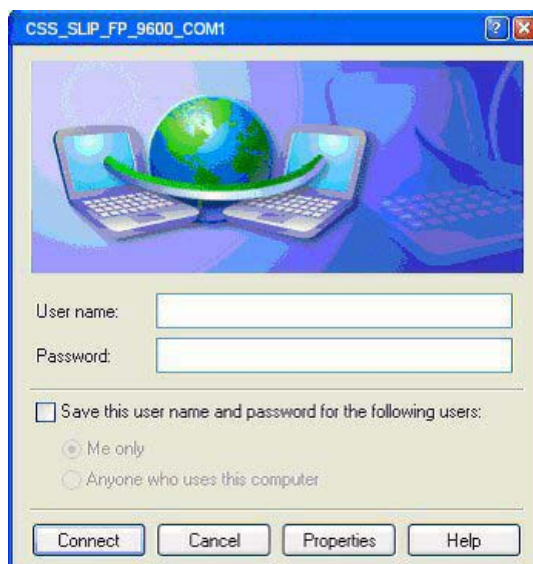 CSS_SLIP_FP_9600_COM1
User name:
Password:
Save this user name and password for the following users:
Me only
Anyone who uses this computer
Connect Cancel Properties Help